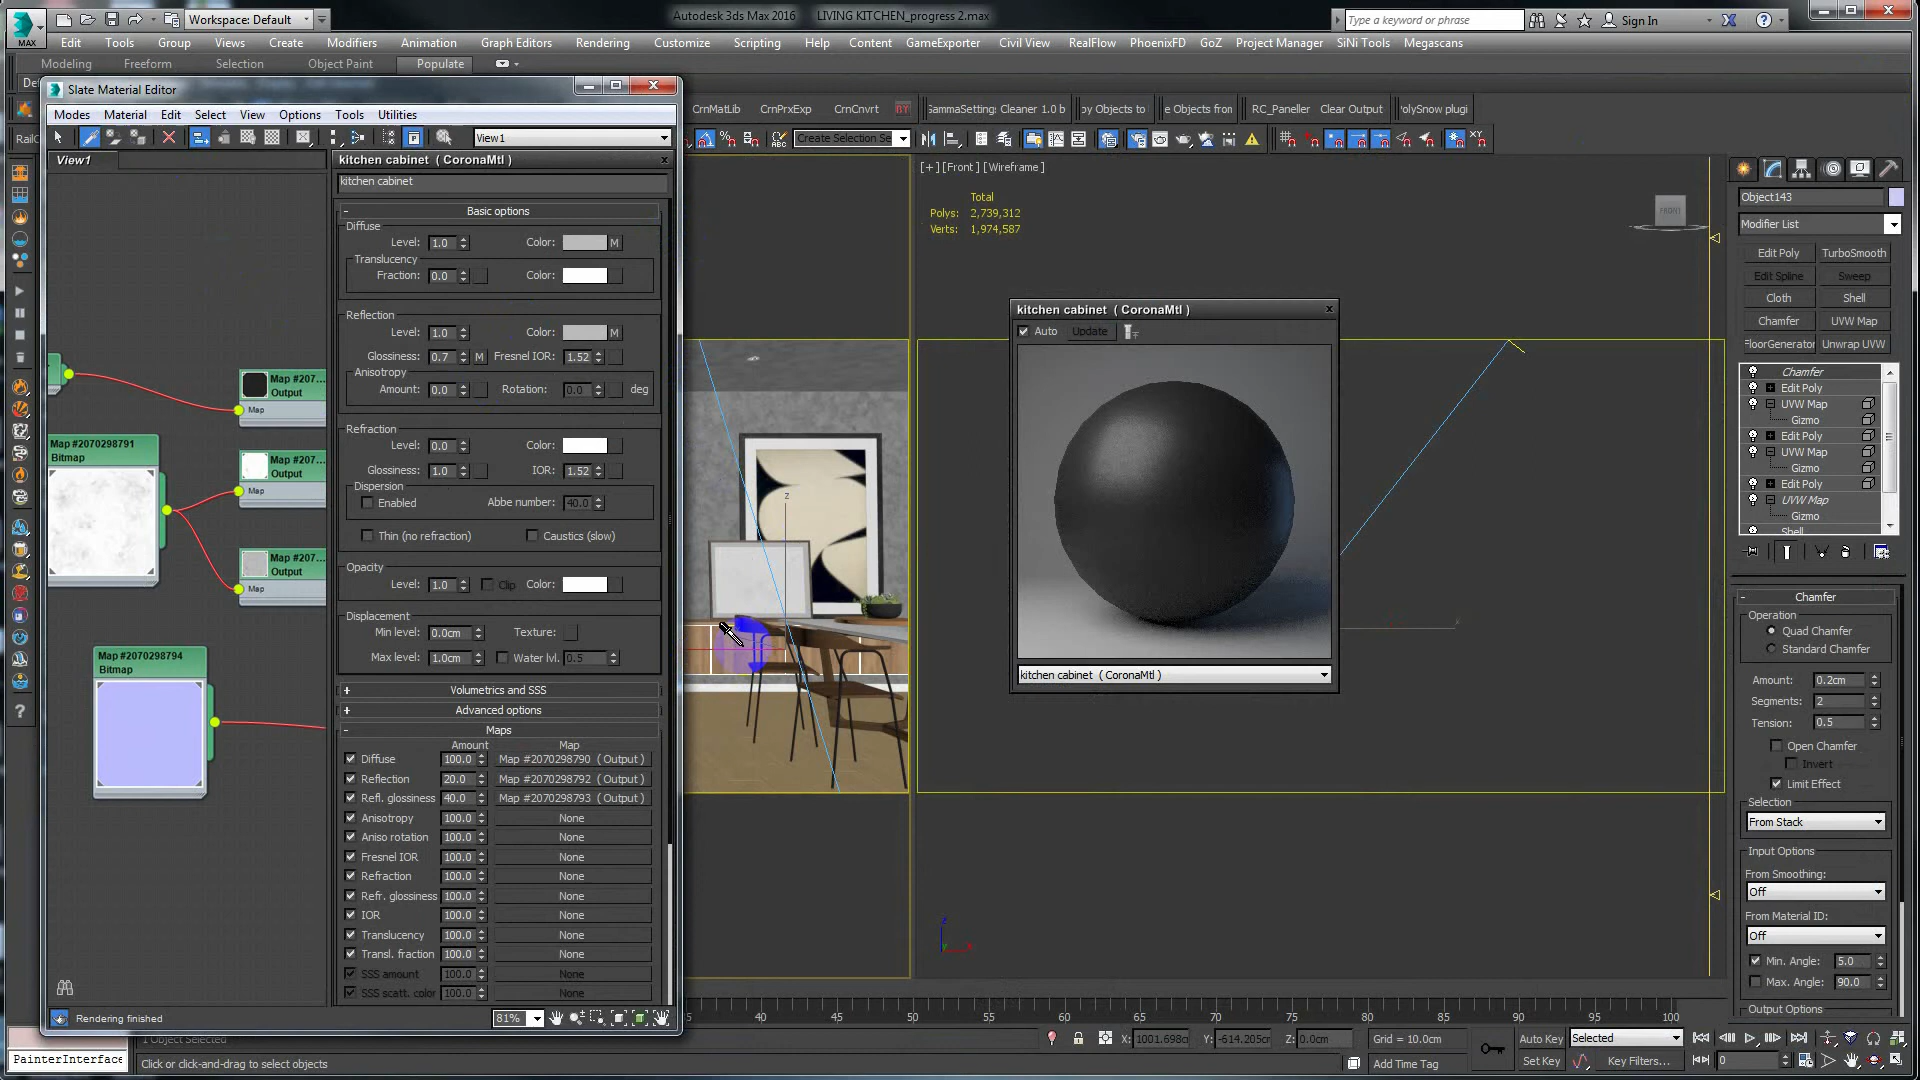 Workspace: Default
Autodesk 3ds Max 2016    LIVING KITCHEN_progress 2.max
Type a keyword or phrase
Sign In
MAX
Edit Tools Group Views Create Modifiers Animation Graph Editors Rendering Customize Scripting Help Content GameExporter Civil View RealFlow PhoenixFD GoZ Project Manager SiNi Tools Megascans
Modeling Freeform Selection Object Paint Populate
Slate Material Editor
Modes Material Edit Select View Options Tools Utilities
CrnMatLib CrnPrxExp CrnCnvrt
GammaSetting: Cleaner 1.0 b
py Objects to
e Objects from
RC_Paneller Clear Output
PolySnow plugi
View1
Create Selection Se
View1
kitchen cabinet ( CoronaMtl )
kitchen cabinet
Basic options
Diffuse
Level: 1.0 Color: M
Translucency
Fraction: 0.0 Color:
Reflection
Level: 1.0 Color: M
Glossiness: 0.7 M Fresnel IOR: 1.52
Anisotropy
Amount: 0.0 Rotation: 0.0 deg
Refraction
Level: 0.0 Color:
Glossiness: 1.0 IOR: 1.52
Dispersion
Enabled Abbe number: 40.0
Thin (no refraction) Caustics (slow)
Opacity
Level: 1.0 Clip Color:
Displacement
Min level: 0.0cm Texture:
Max level: 1.0cm Water lvl. 0.5
+ Volumetrics and SSS
+ Advanced options
- Maps
Amount Map
Diffuse 100.0 Map #2070298790 ( Output )
Reflection 20.0 Map #2070298792 ( Output )
Refl. glossiness 40.0 Map #2070298793 ( Output )
Anisotropy 100.0 None
Aniso rotation 100.0 None
Fresnel IOR 100.0 None
Refraction 100.0 None
Refr. glossiness 100.0 None
IOR 100.0 None
Translucency 100.0 None
Transl. fraction 100.0 None
SSS amount 100.0 None
SSS scatt. color 100.0 None
Map #207...
Output
Map
Map #2070298791
Bitmap
Map #207...
Output
Map
Map #207...
Output
Map
Map #2070298794
Bitmap
Rendering finished
81%
[+] [Front] [Wireframe]
Total
Polys: 2,739,312
Verts: 1,974,587
FRONT
kitchen cabinet ( CoronaMtl )
Auto Update
kitchen cabinet ( CoronaMtl )
Object143
Modifier List
Edit Poly TurboSmooth
Edit Spline Sweep
Cloth Shell
Chamfer UVW Map
FloorGenerator Unwrap UVW
Chamfer
Edit Poly
UVW Map
Gizmo
Edit Poly
UVW Map
Gizmo
Edit Poly
UVW Map
Gizmo
Shell
- Chamfer
Operation
Quad Chamfer
Standard Chamfer
Amount: 0.2cm
Segments: 2
Tension: 0.5
Open Chamfer
Invert
Limit Effect
Selection
From Stack
Input Options
From Smoothing:
Off
From Material ID:
Off
Min. Angle: 5.0
Max. Angle: 90.0
Output Options
40 45 50 55 60 65 70 75 80 85 90 95 100
1 Object Selected
X: 1001.698cm Y: -614.205cm Z: 0.0cm
Grid = 10.0cm
Auto Key Selected
PainterInterface
Click or click-and-drag to select objects
Add Time Tag
Set Key Key Filters... 0